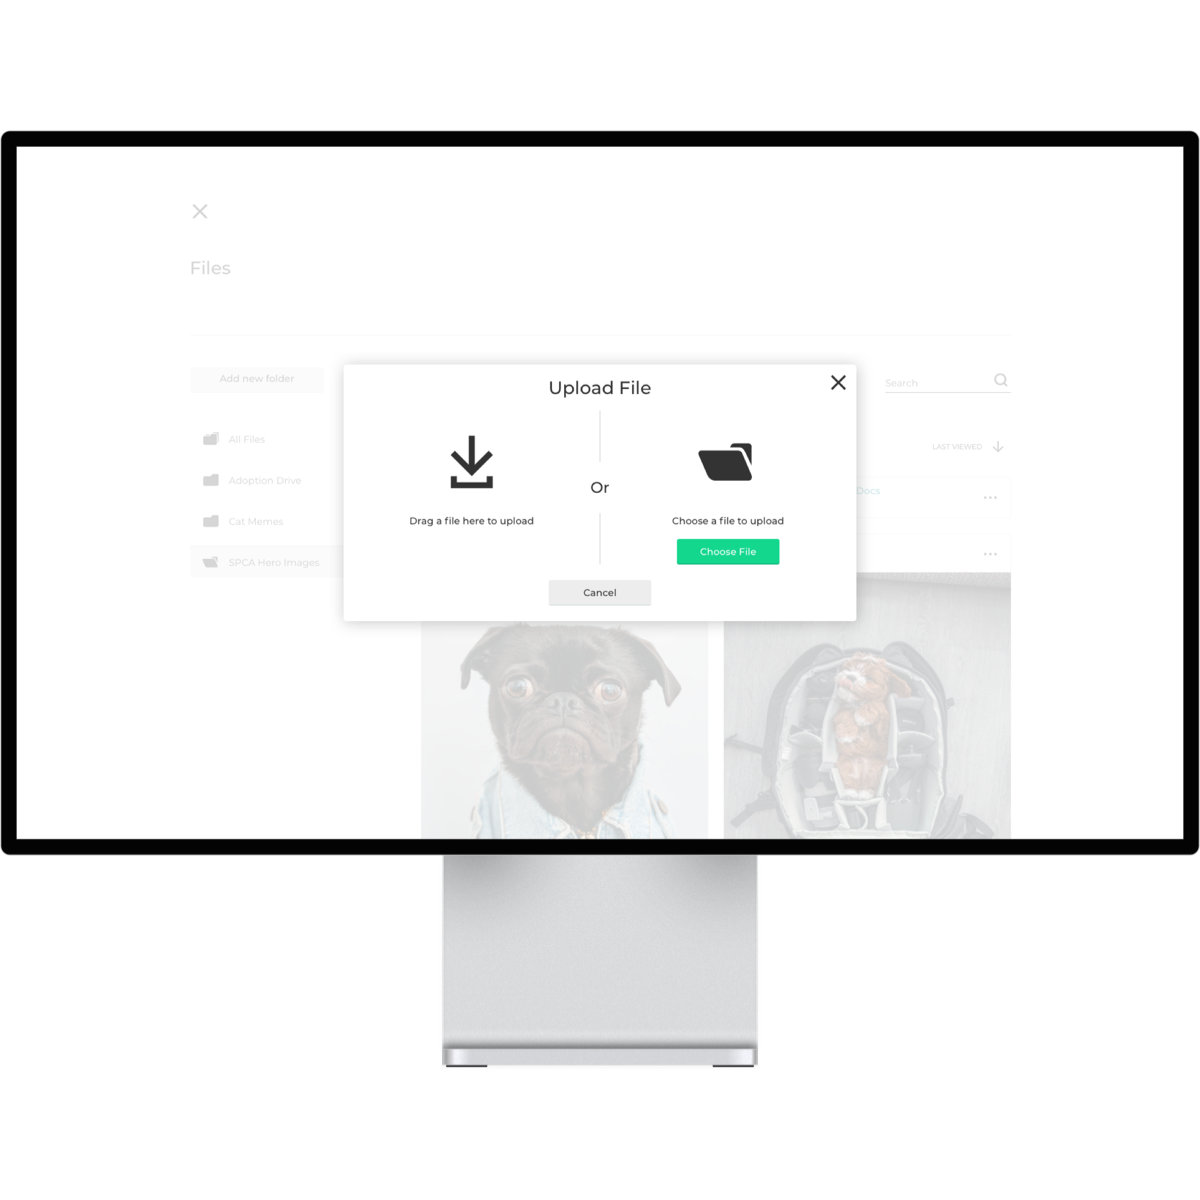 Files
Add new folder
Search
All Files
Adoption Drive
Cat Memes
SPCA Hero Images
LAST VIEWED
Docs
Upload File
Drag a file here to upload
Or
Choose a file to upload
Choose File
Cancel